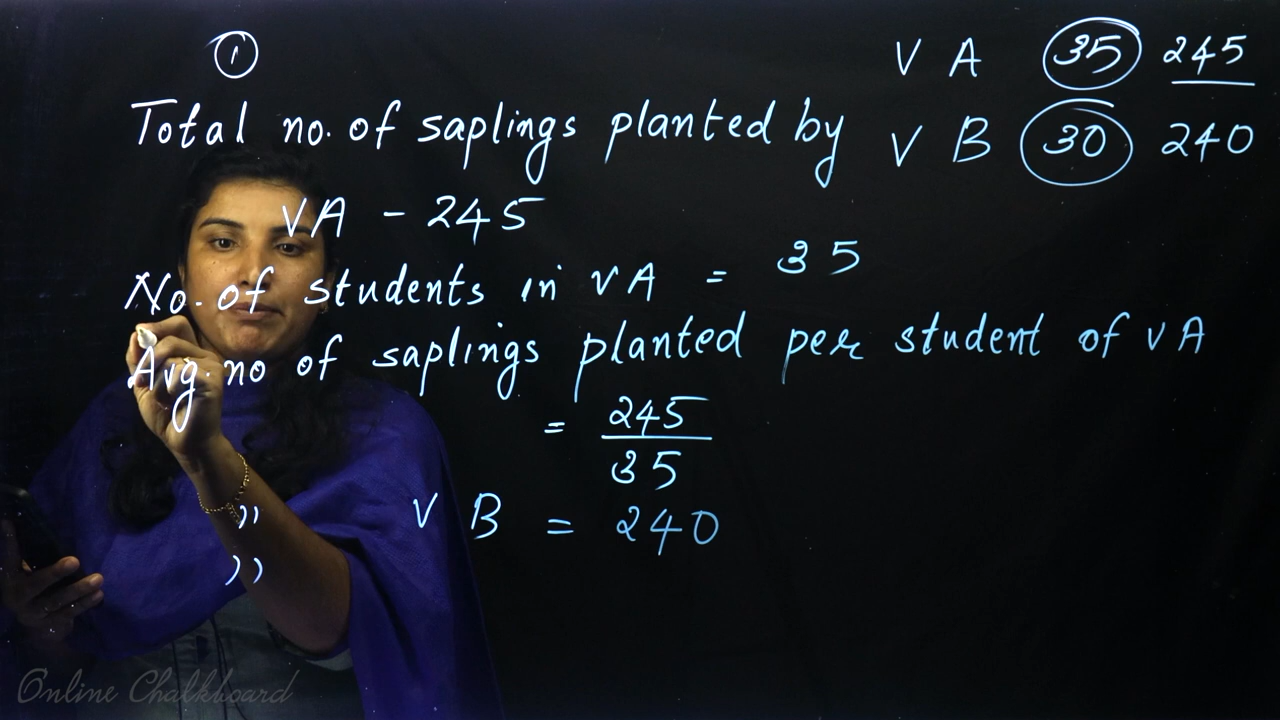 ①
V A 35 245
Total no. of saplings planted by V B 30 240
VA - 245
No. of students in VA = 35
Avg. no of saplings planted per student of VA
= 245
35
" V B = 240
"
Online Chalkboard